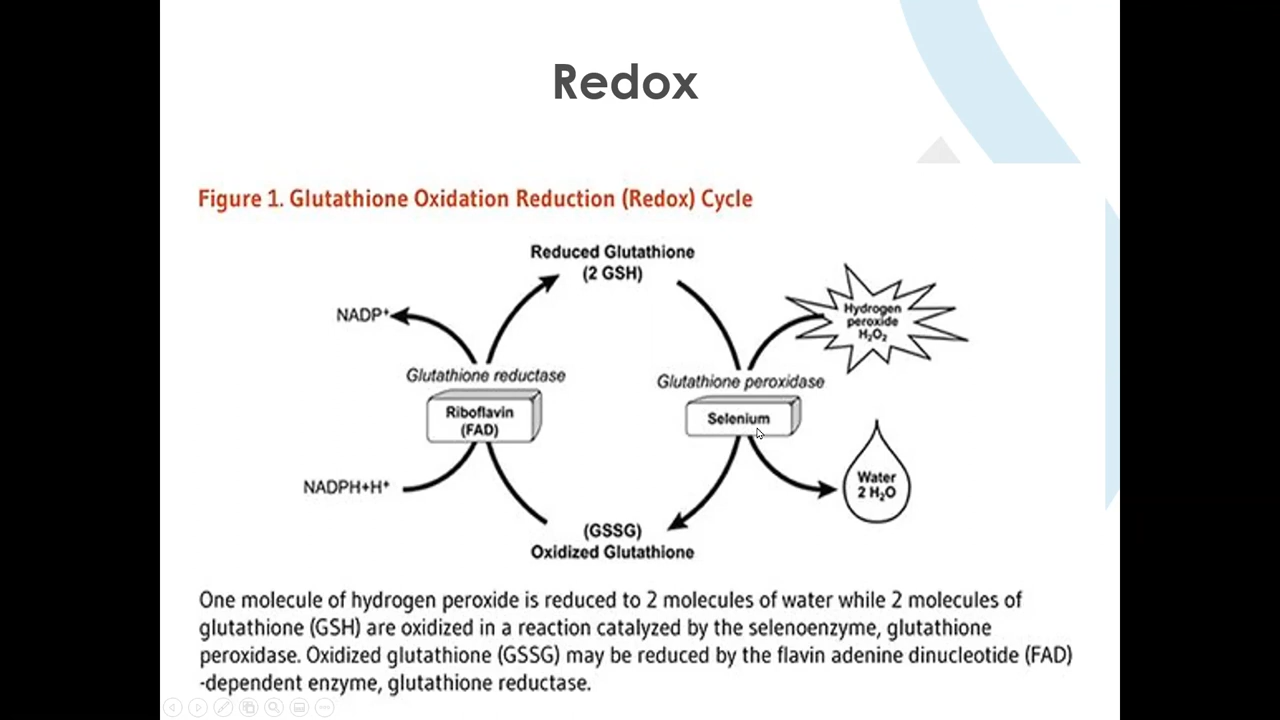 Redox
Figure 1. Glutathione Oxidation Reduction (Redox) Cycle
Reduced Glutathione
(2 GSH)
NADP⁺
Hydrogen
peroxide
H₂O₂
Glutathione reductase
Glutathione peroxidase
Riboflavin
(FAD)
Selenium
NADPH+H⁺
Water
2 H₂O
(GSSG)
Oxidized Glutathione
One molecule of hydrogen peroxide is reduced to 2 molecules of water while 2 molecules of
glutathione (GSH) are oxidized in a reaction catalyzed by the selenoenzyme, glutathione
peroxidase. Oxidized glutathione (GSSG) may be reduced by the flavin adenine dinucleotide (FAD)
-dependent enzyme, glutathione reductase.